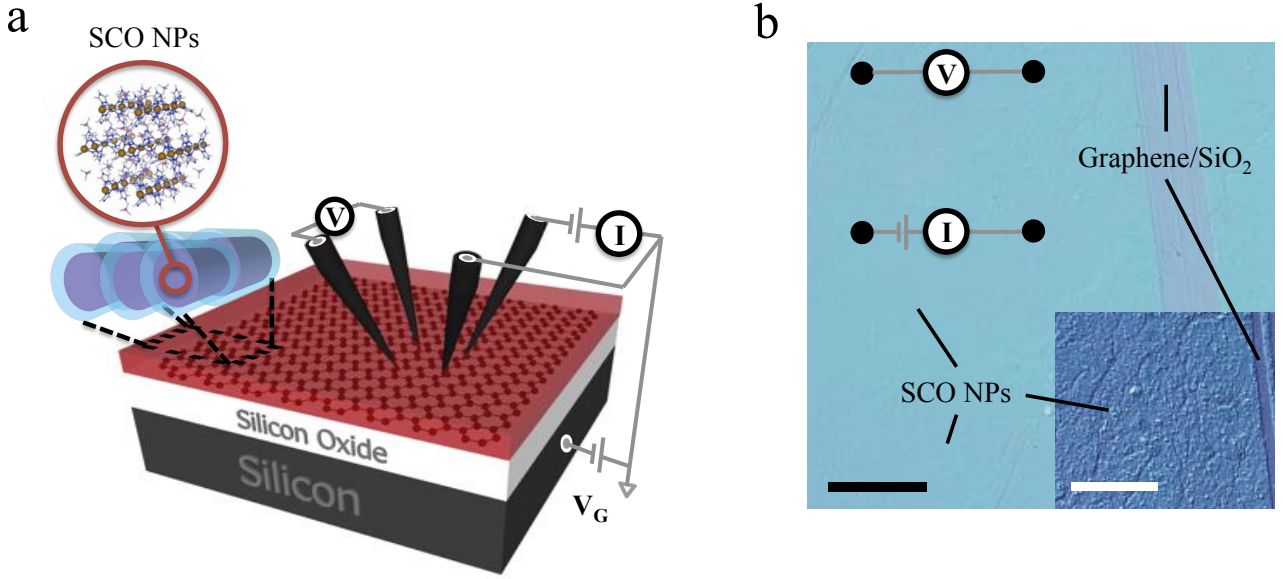 a
SCO NPs
V
I
Silicon Oxide
Silicon
V_G
b
V
Graphene/SiO₂
I
SCO NPs